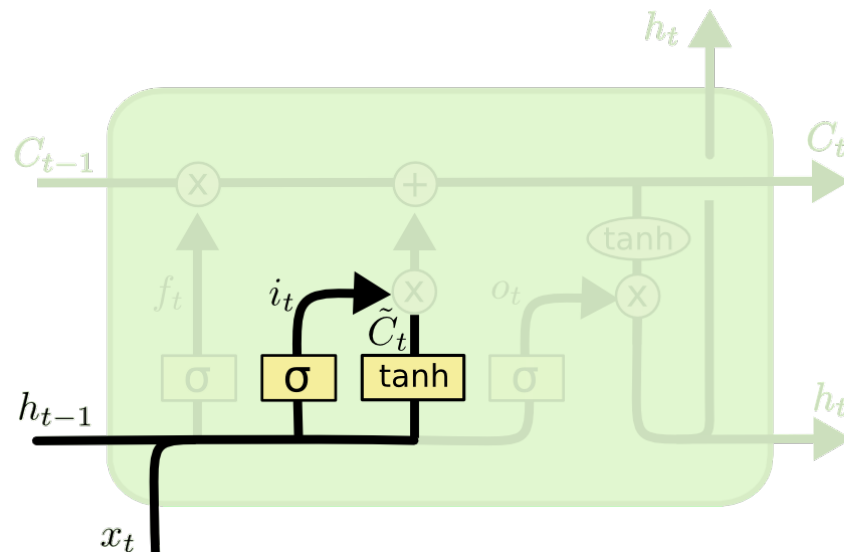 h_t
C_{t-1}
C_t
x
+
tanh
f_t
i_t
x
o_t
x
C̃_t
σ
σ
tanh
σ
h_{t-1}
h_t
x_t